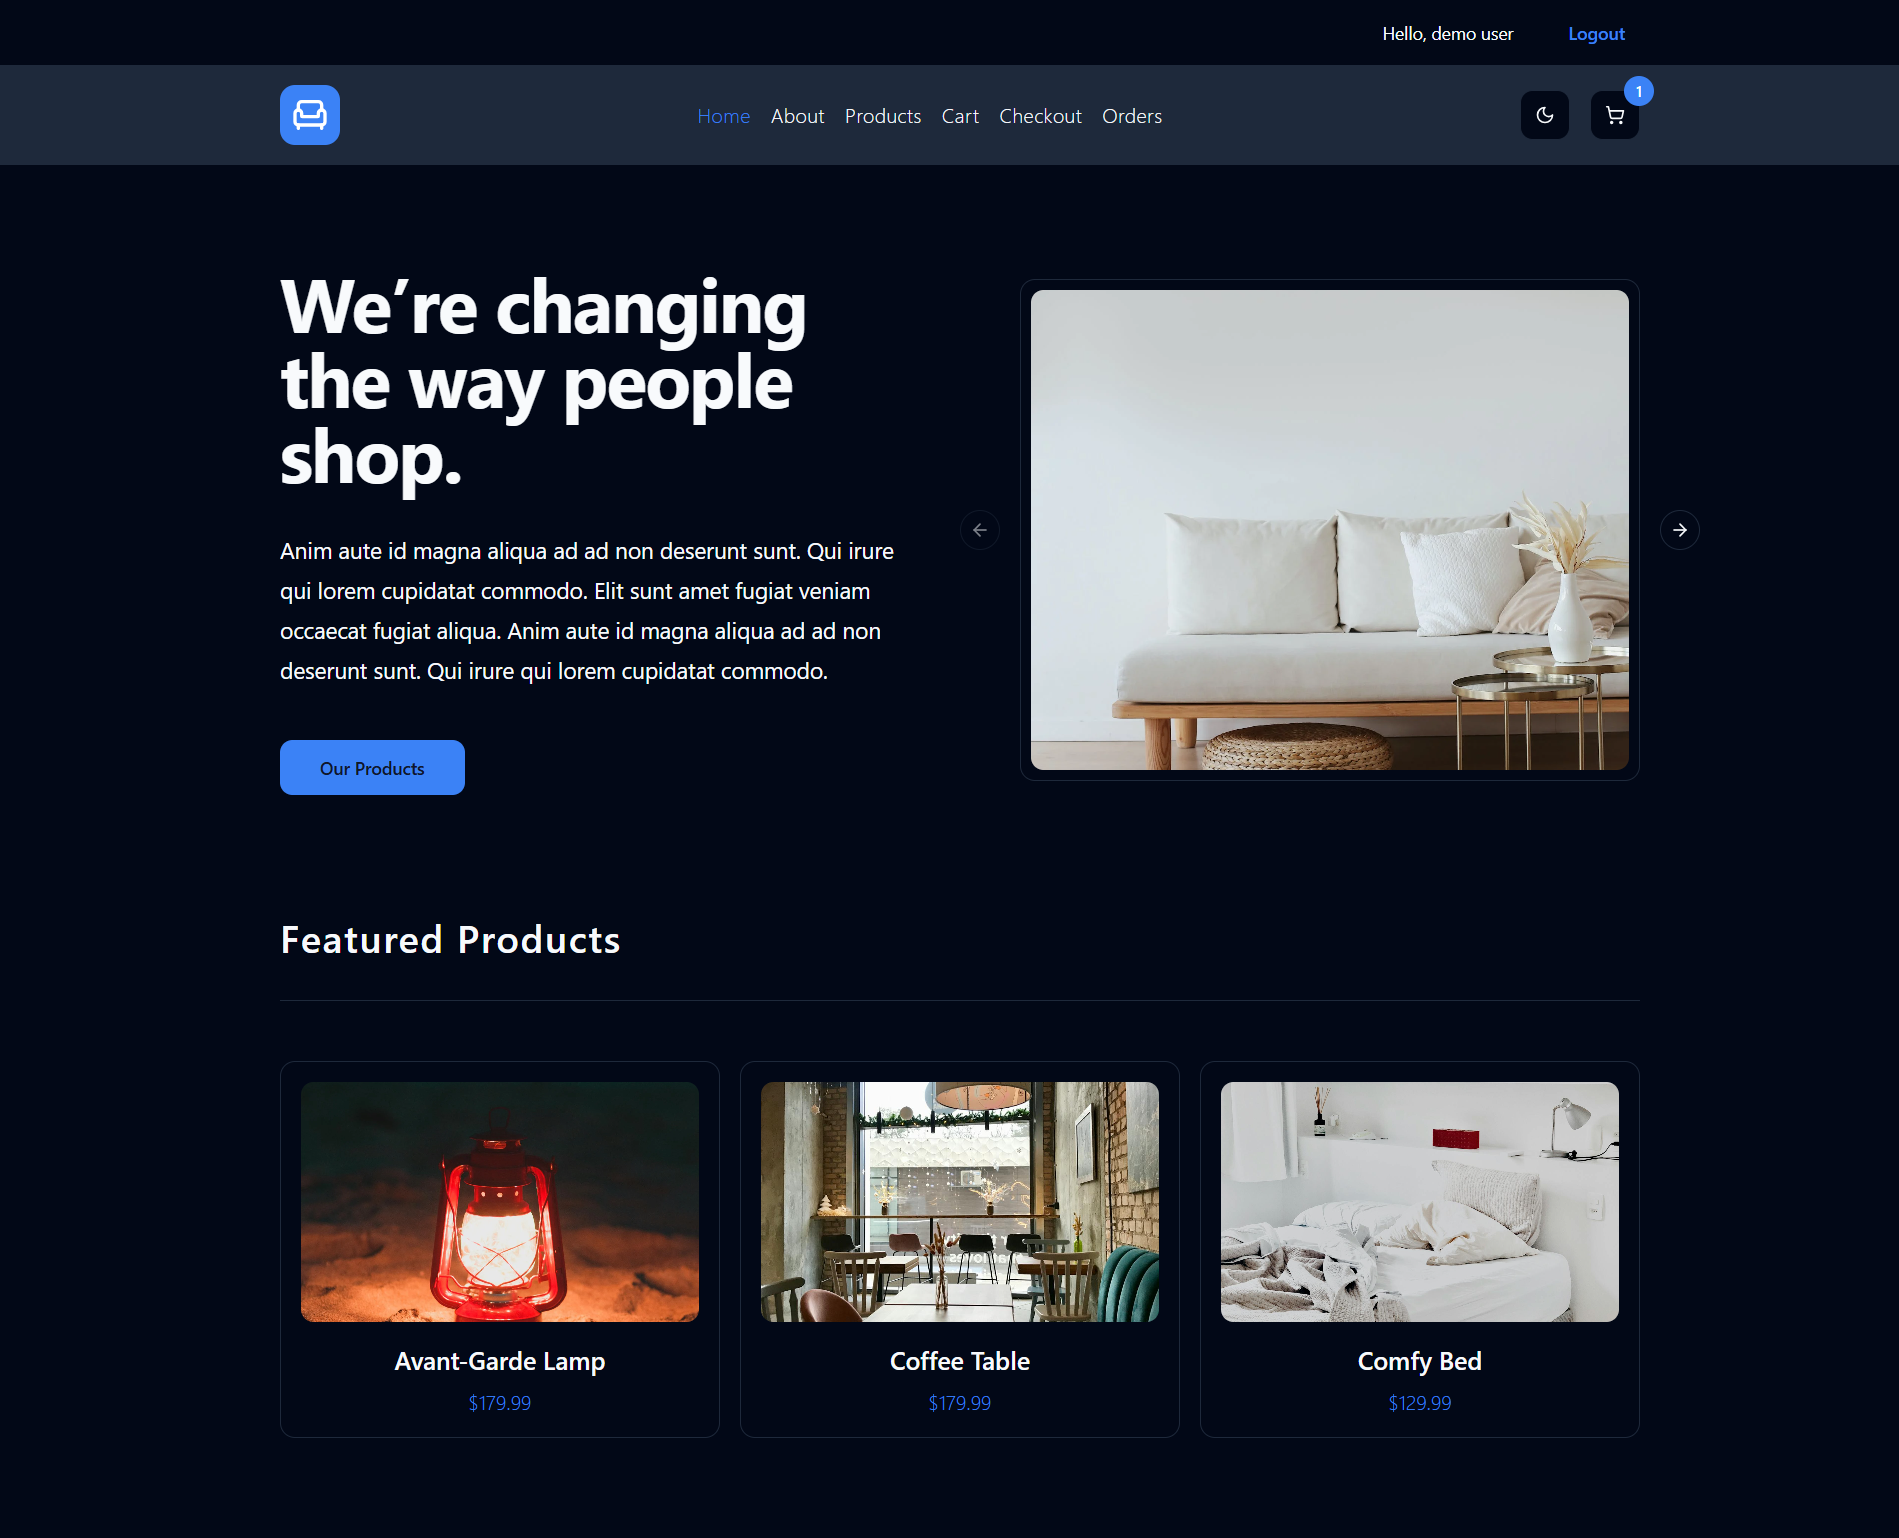 Hello, demo user Logout
Home About Products Cart Checkout Orders 1
We're changing
the way people
shop.
Anim aute id magna aliqua ad ad non deserunt sunt. Qui irure
qui lorem cupidatat commodo. Elit sunt amet fugiat veniam
occaecat fugiat aliqua. Anim aute id magna aliqua ad ad non
deserunt sunt. Qui irure qui lorem cupidatat commodo.
Our Products
Featured Products
Avant-Garde Lamp
$179.99
Coffee Table
$179.99
Comfy Bed
$129.99